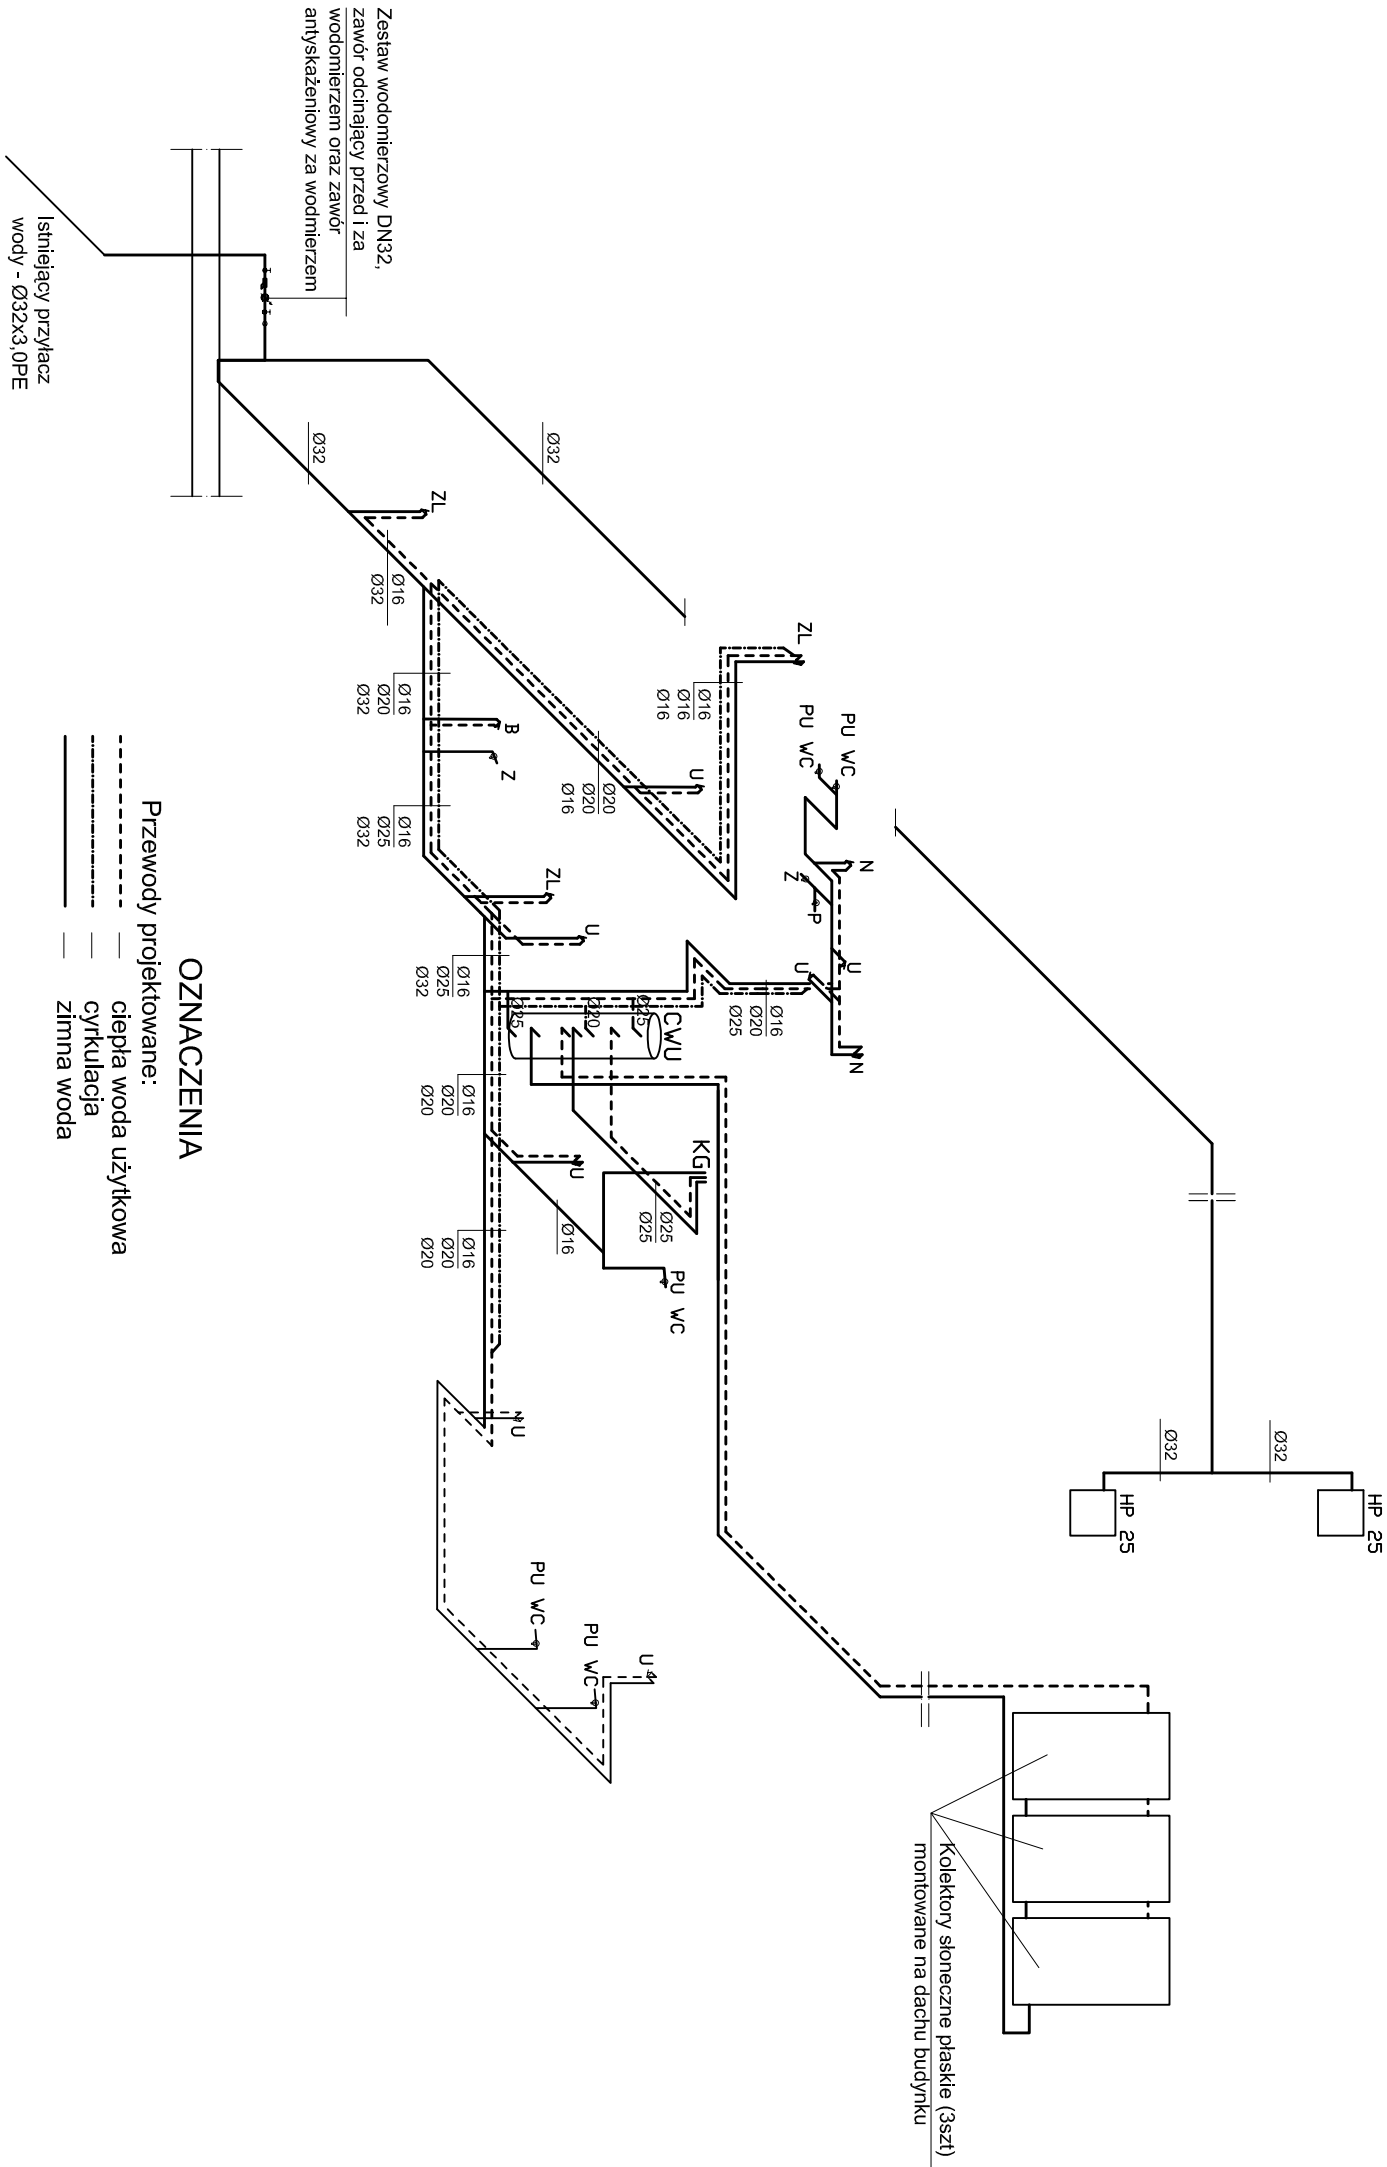 Zestaw wodomierzowy DN32,
zawór odcinający przed i za
wodomierzem oraz zawór
antyskażeniowy za wodmierzem
Istniejący przyłacz
wody - Ø32x3,0PE
Ø32
Ø32
ZL
Ø16
Ø32
Ø16
Ø20
Ø32
B
Z
Ø16
Ø25
Ø32
ZL
Ø16
Ø16
Ø16
U
Ø20
Ø20
Ø16
PU WC
PU WC
N
Z
P
U
U
N
ZL
U
Ø16
Ø25
Ø32
Ø16
Ø20
Ø25
CWU
Ø25
Ø20
Ø25
Ø16
Ø20
Ø20
U
KG
Ø25
Ø25
Ø16
PU WC
Ø16
Ø20
Ø20
U
PU WC
PU WC
U
Ø32
Ø32
HP 25
HP 25
Kolektory słoneczne płaskie (3szt)
montowane na dachu budynku
OZNACZENIA
Przewody projektowane:
ciepła woda użytkowa
cyrkulacja
zimna woda